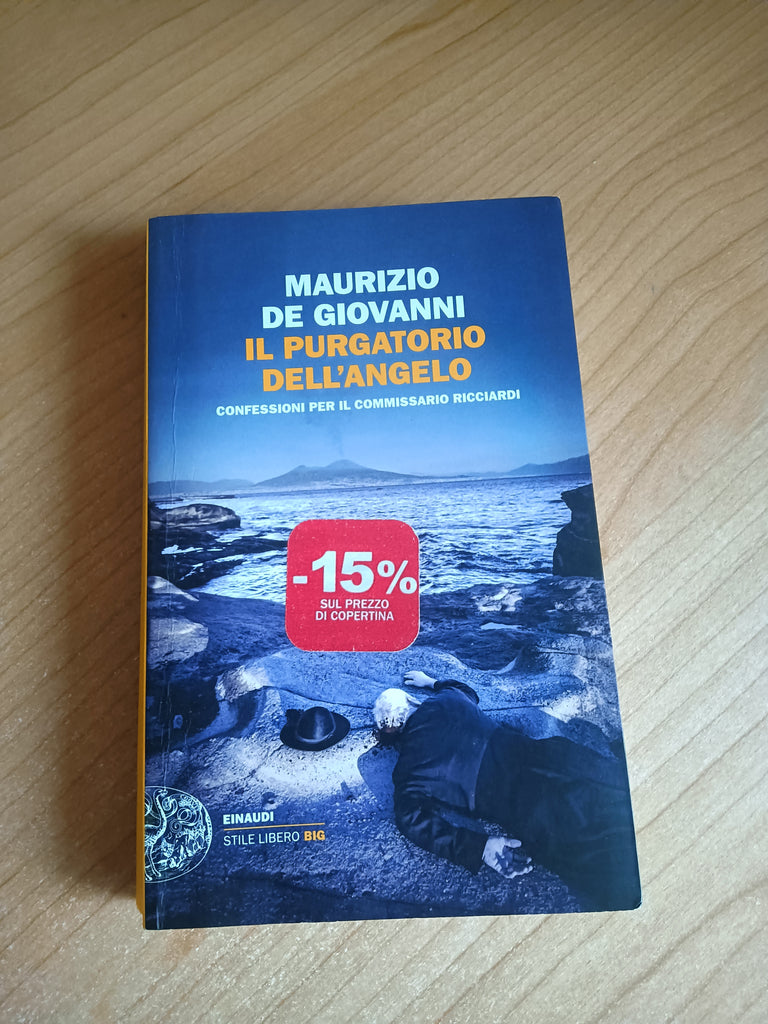 MAURIZIO
DE GIOVANNI
IL PURGATORIO
DELL'ANGELO
CONFESSIONI PER IL COMMISSARIO RICCIARDI
-15%
SUL PREZZO
DI COPERTINA
EINAUDI
STILE LIBERO BIG